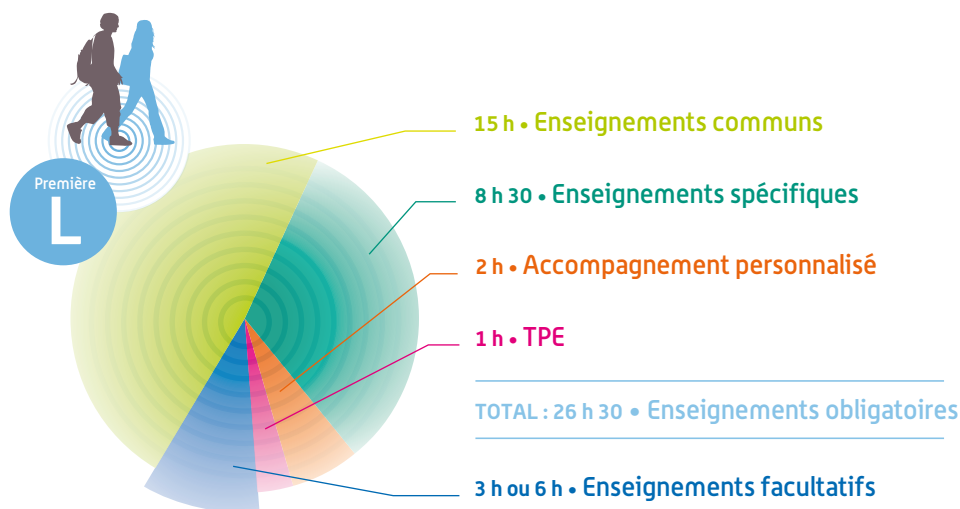 Première
L
15 h • Enseignements communs
8 h 30 • Enseignements spécifiques
2 h • Accompagnement personnalisé
1 h • TPE
TOTAL : 26 h 30 • Enseignements obligatoires
3 h ou 6 h • Enseignements facultatifs